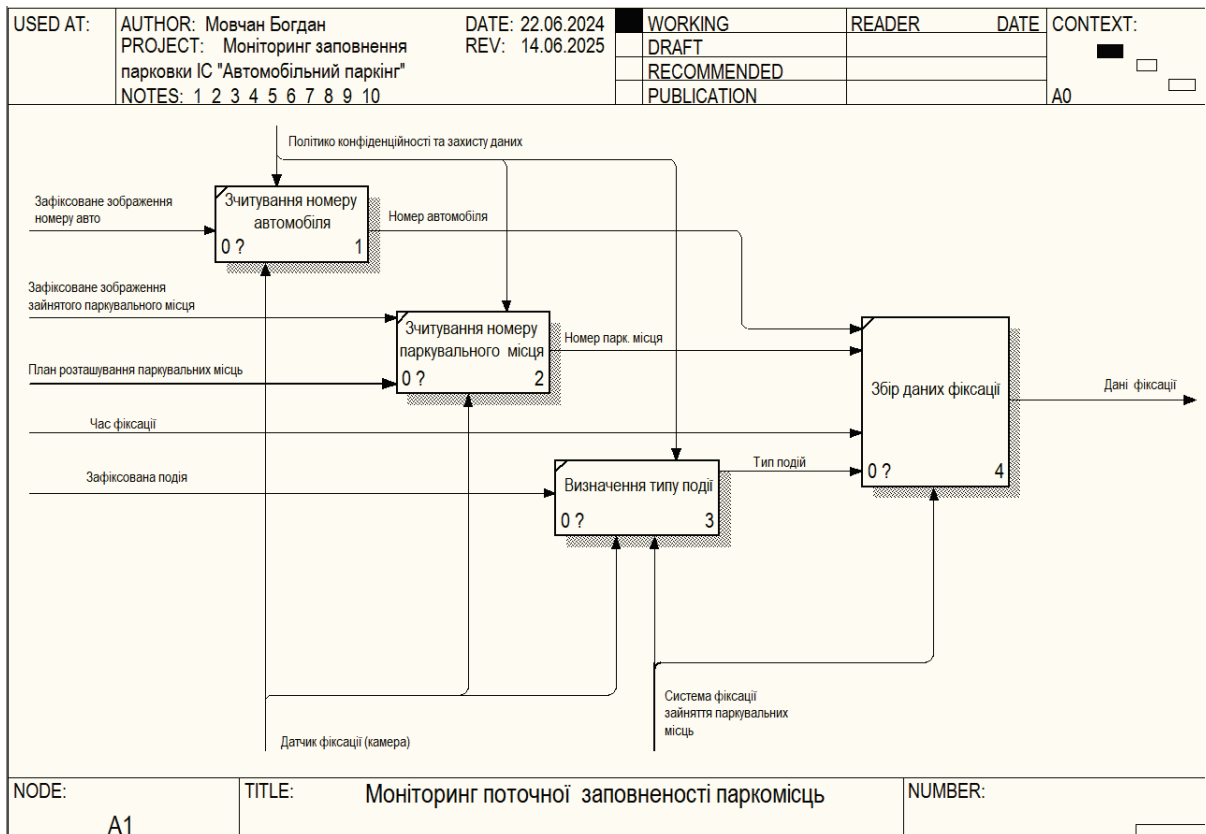 USED AT:
AUTHOR: Мовчан Богдан
DATE: 22.06.2024
PROJECT: Моніторинг заповнення
REV: 14.06.2025
парковки ІС "Автомобільний паркінг"
NOTES: 1 2 3 4 5 6 7 8 9 10
WORKING
DRAFT
RECOMMENDED
PUBLICATION
READER DATE
CONTEXT:
A0
Політико конфіденційності та захисту даних
Зафіксоване зображення
номеру авто
Зчитування номеру
автомобіля
0 ? 1
Номер автомобіля
Зафіксоване зображення
зайнятого паркувального місця
Зчитування номеру
паркувального місця
0 ? 2
Номер парк. місця
План розташування паркувальних місць
Збір даних фіксації
0 ? 4
Дані фіксації
Час фіксації
Зафіксована подія
Визначення типу події
0 ? 3
Тип подій
Система фіксації
зайняття паркувальних
місць
Датчик фіксації (камера)
NODE:
A1
TITLE:
Моніторинг поточної заповненості паркомісць
NUMBER: